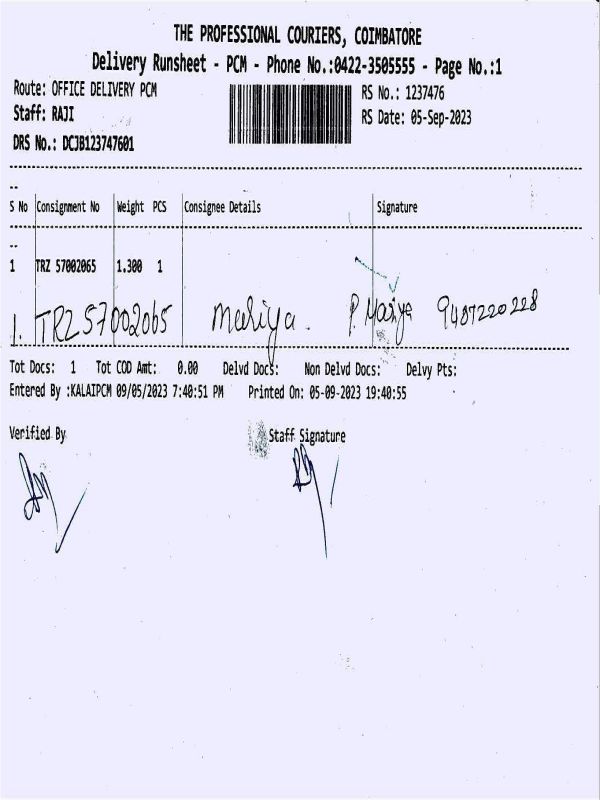 THE PROFESSIONAL COURIERS, COIMBATORE
Delivery Runsheet - PCM - Phone No.:0422-3505555 - Page No.:1
Route: OFFICE DELIVERY PCM RS No.: 1237476
Staff: RAJI RS Date: 05-Sep-2023
DRS No.: DCJB123747601
--
S No Consignment No Weight PCS Consignee Details Signature
--
1 TRZ 57002065 1.300 1
1. TRZ 57002065 Mariya. P. Mariya 9487220228
Tot Docs: 1 Tot COD Amt: 0.00 Delvd Docs: Non Delvd Docs: Delvy Pts:
Entered By :KALAIPCM 09/05/2023 7:40:51 PM Printed On: 05-09-2023 19:40:55
Verified By Staff Signature